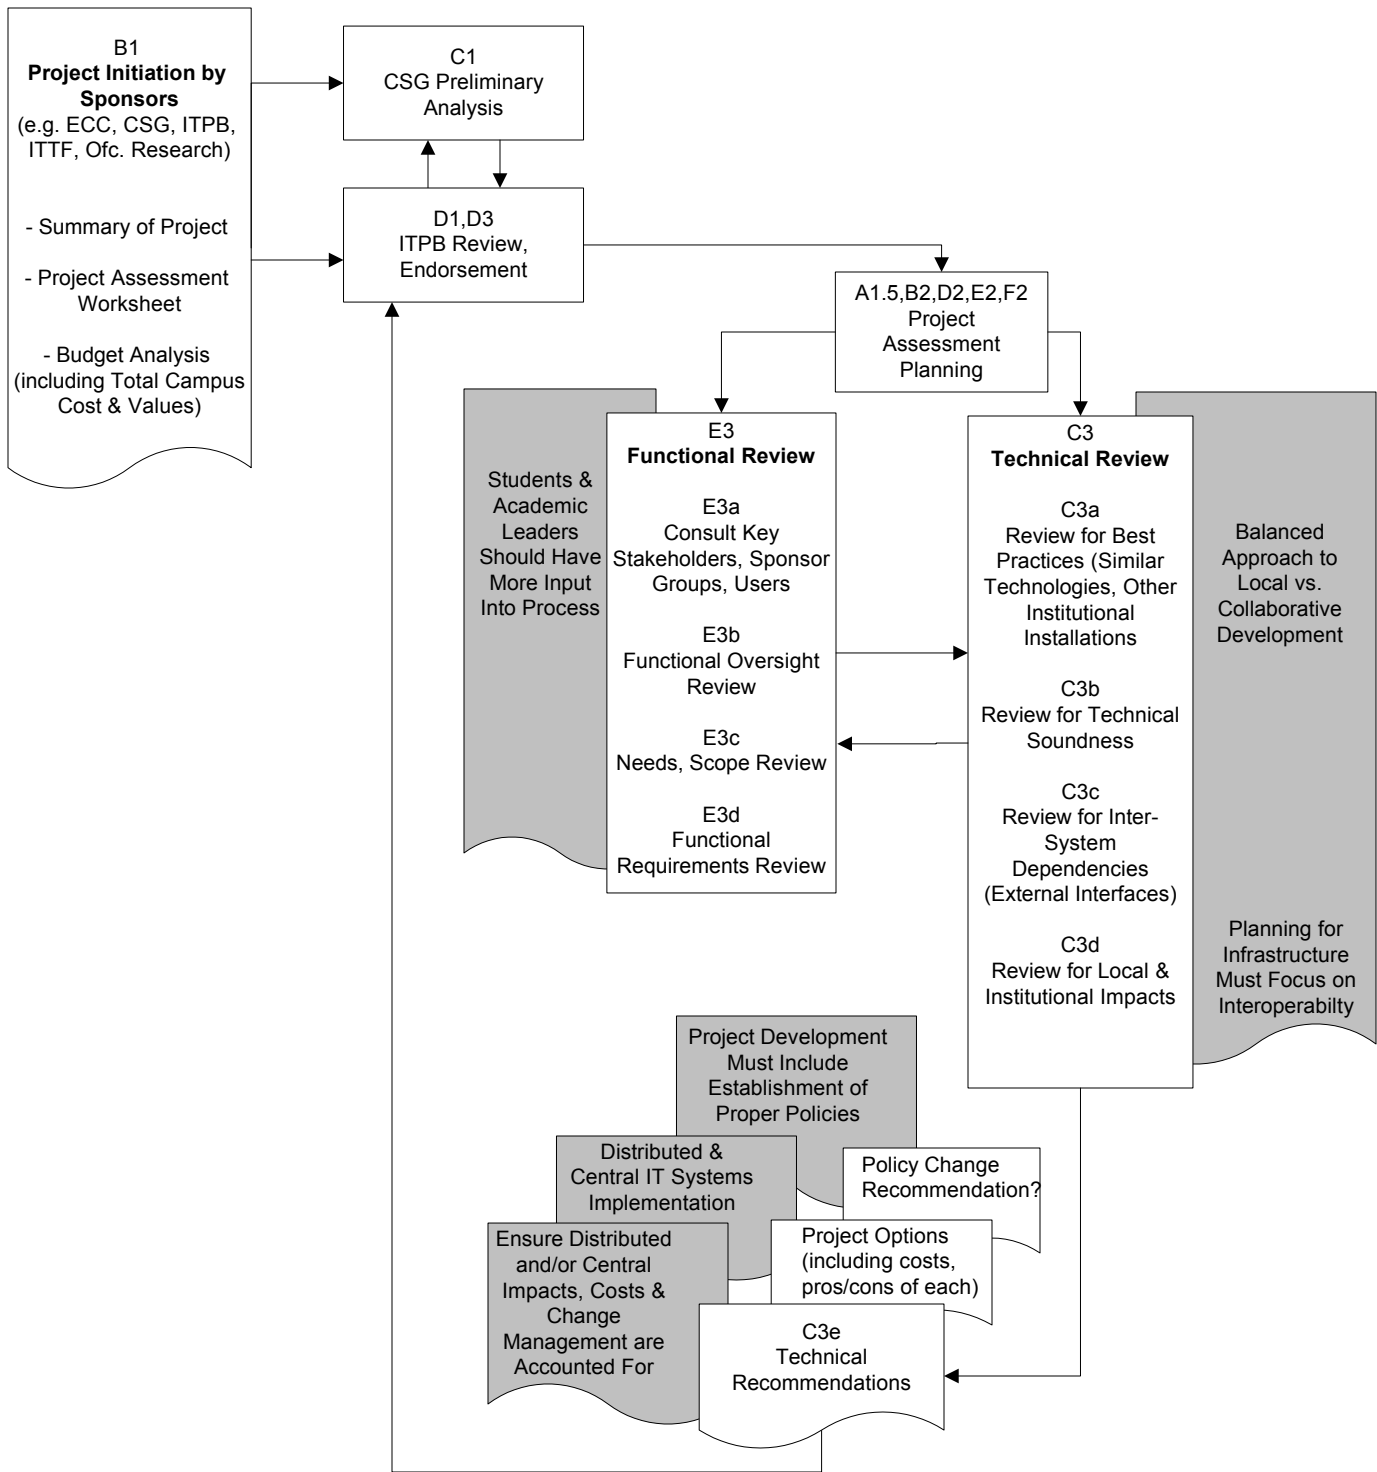 B1
Project Initiation by
Sponsors
(e.g. ECC, CSG, ITPB,
ITTF, Ofc. Research)
- Summary of Project
- Project Assessment
Worksheet
- Budget Analysis
(including Total Campus
Cost & Values)
C1
CSG Preliminary
Analysis
D1,D3
ITPB Review,
Endorsement
A1.5,B2,D2,E2,F2
Project
Assessment
Planning
Students &
Academic
Leaders
Should Have
More Input
Into Process
E3
Functional Review
E3a
Consult Key
Stakeholders, Sponsor
Groups, Users
E3b
Functional Oversight
Review
E3c
Needs, Scope Review
E3d
Functional
Requirements Review
C3
Technical Review
C3a
Review for Best
Practices (Similar
Technologies, Other
Institutional
Installations
C3b
Review for Technical
Soundness
C3c
Review for Inter-
System
Dependencies
(External Interfaces)
C3d
Review for Local &
Institutional Impacts
Balanced
Approach to
Local vs.
Collaborative
Development
Planning for
Infrastructure
Must Focus on
Interoperabilty
Project Development
Must Include
Establishment of
Proper Policies
Distributed &
Central IT Systems
Implementation
Ensure Distributed
and/or Central
Impacts, Costs &
Change
Management are
Accounted For
Policy Change
Recommendation?
Project Options
(including costs,
pros/cons of each)
C3e
Technical
Recommendations